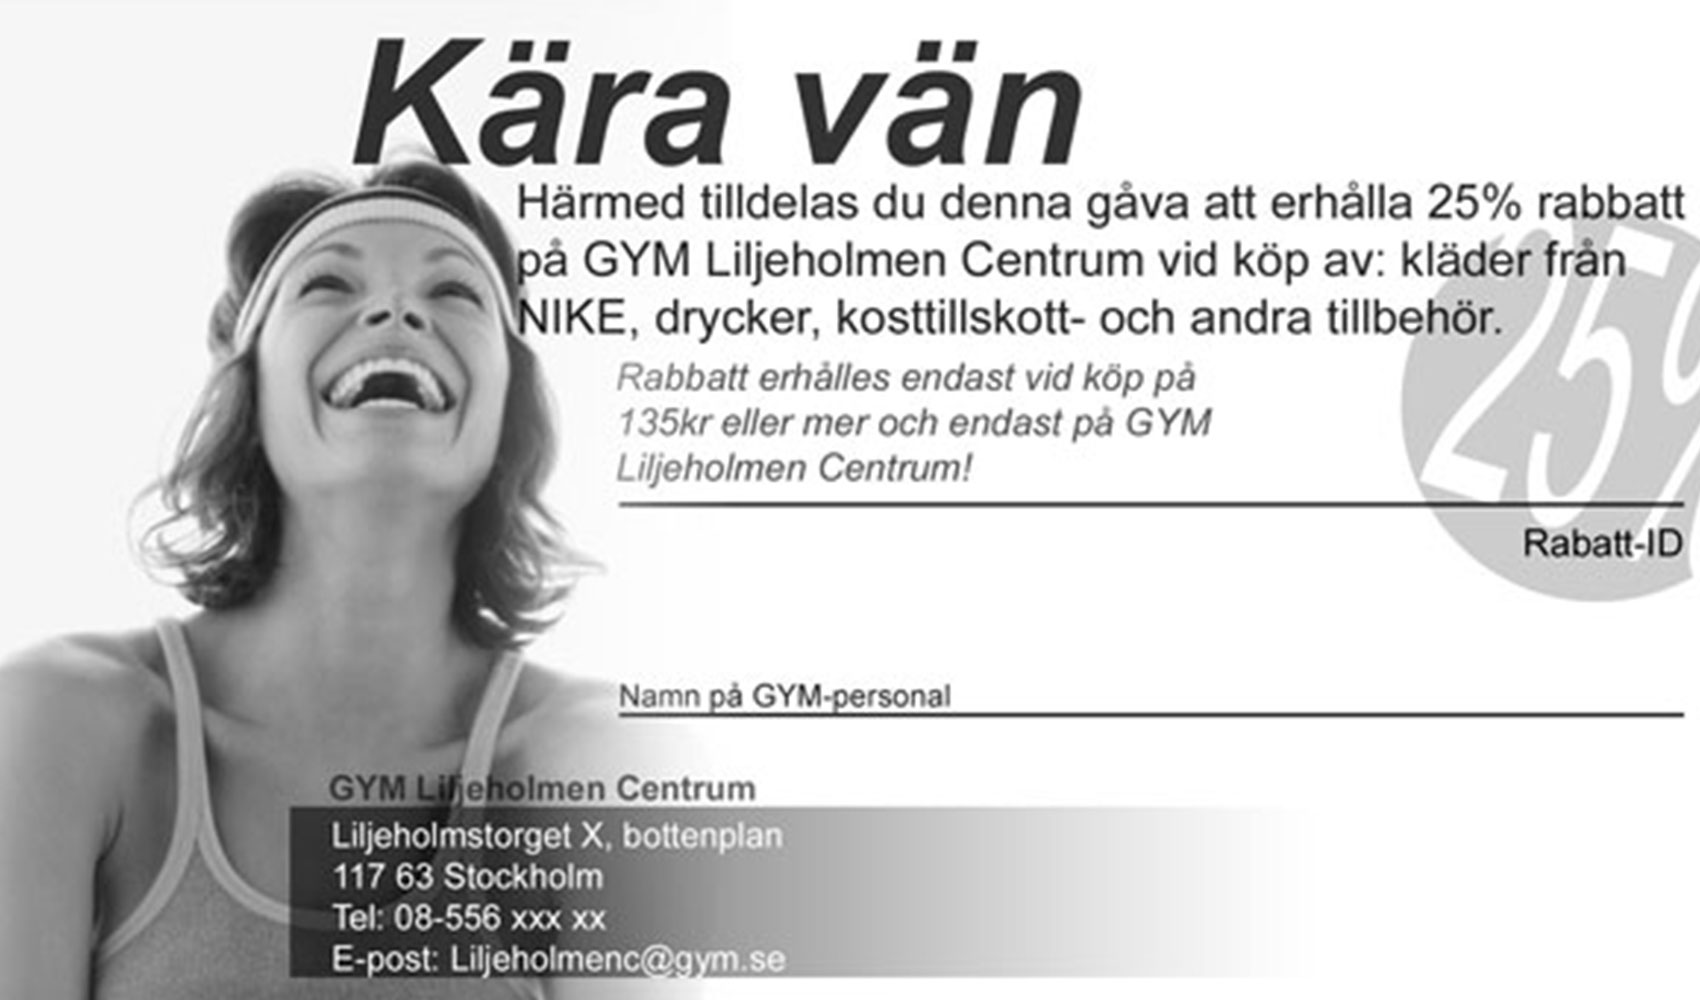 Kära vän
Härmed tilldelas du denna gåva att erhålla 25% rabbatt
på GYM Liljeholmen Centrum vid köp av: kläder från
NIKE, drycker, kosttillskott- och andra tillbehör.
Rabbatt erhålles endast vid köp på
135kr eller mer och endast på GYM
Liljeholmen Centrum!
25%
Rabatt-ID
Namn på GYM-personal
GYM Liljeholmen Centrum
Liljeholmstorget X, bottenplan
117 63 Stockholm
Tel: 08-556 xxx xx
E-post: Liljeholmenc@gym.se